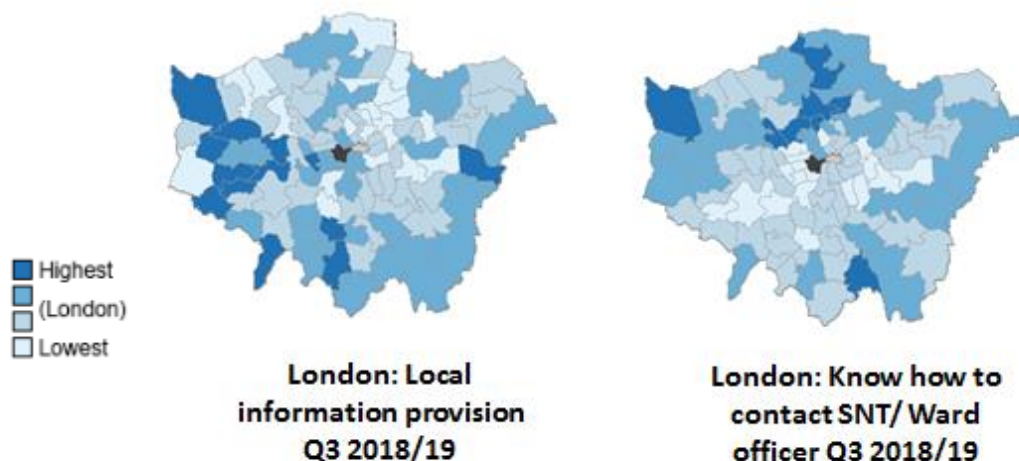 Highest
(London)
Lowest
London: Local
information provision
Q3 2018/19
London: Know how to
contact SNT/ Ward
officer Q3 2018/19